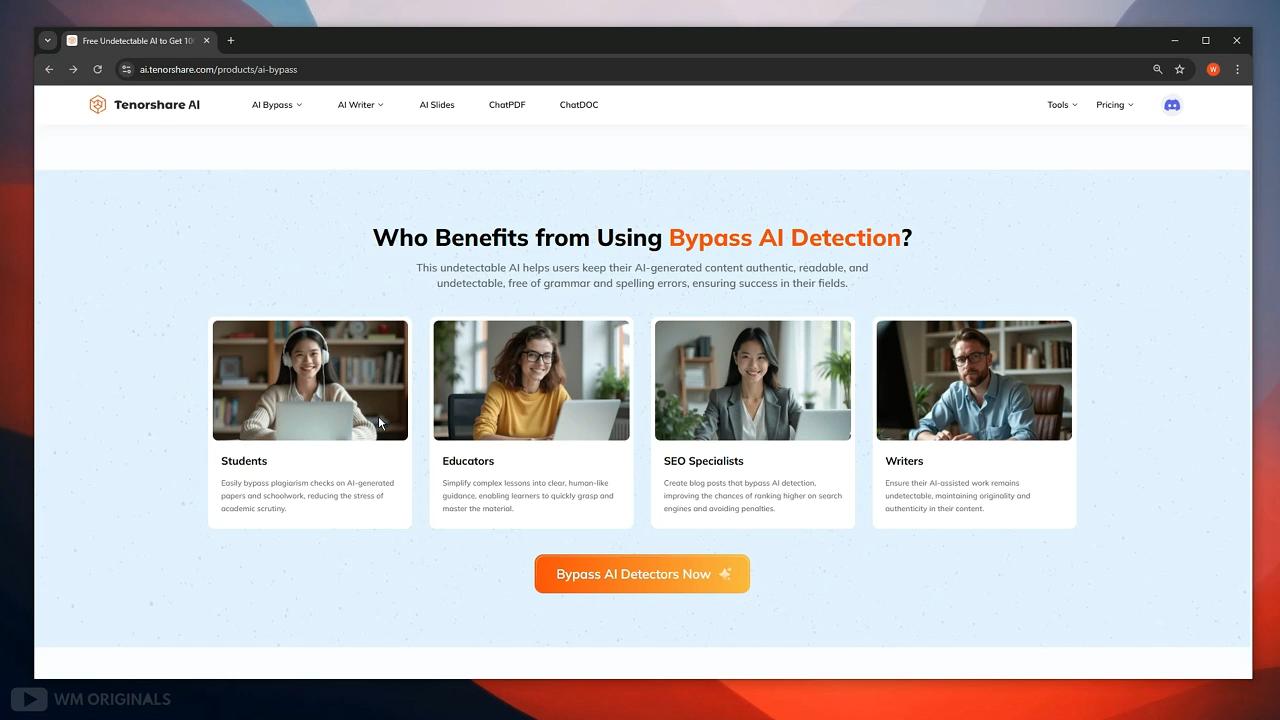 Free Undetectable AI to Get 10
ai.tenorshare.com/products/ai-bypass
W
Tenorshare AI
AI Bypass
AI Writer
AI Slides
ChatPDF
ChatDOC
Tools
Pricing
Who Benefits from Using Bypass AI Detection?
This undetectable AI helps users keep their AI-generated content authentic, readable, and
undetectable, free of grammar and spelling errors, ensuring success in their fields.
Students
Easily bypass plagiarism checks on AI-generated
papers and schoolwork, reducing the stress of
academic scrutiny.
Educators
Simplify complex lessons into clear, human-like
guidance, enabling learners to quickly grasp and
master the material.
SEO Specialists
Create blog posts that bypass AI detection,
improving the chances of ranking higher on search
engines and avoiding penalties.
Writers
Ensure their AI-assisted work remains
undetectable, maintaining originality and
authenticity in their content.
Bypass AI Detectors Now
WM ORIGINALS